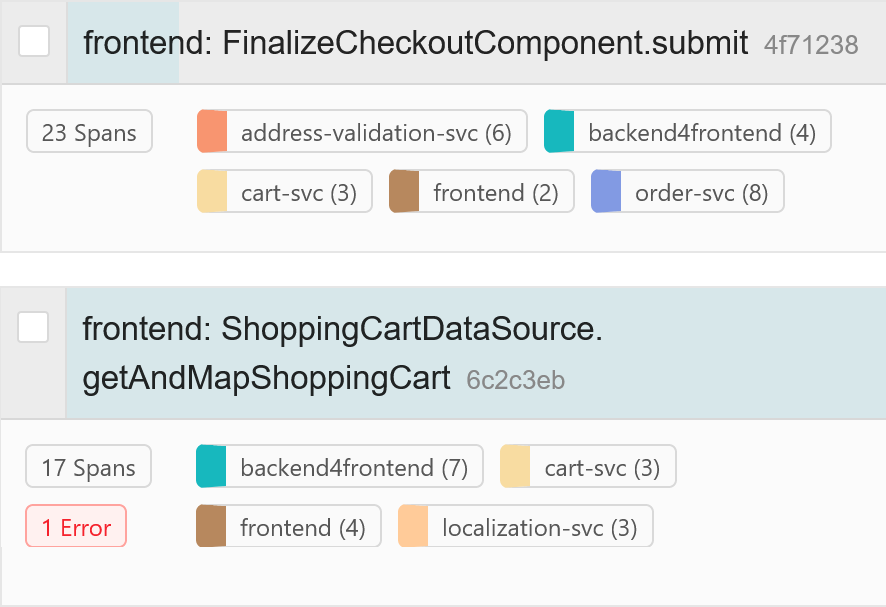 frontend: FinalizeCheckoutComponent.submit 4f71238
23 Spans address-validation-svc (6) backend4frontend (4)
cart-svc (3) frontend (2) order-svc (8)
frontend: ShoppingCartDataSource.
getAndMapShoppingCart 6c2c3eb
17 Spans backend4frontend (7) cart-svc (3)
1 Error frontend (4) localization-svc (3)